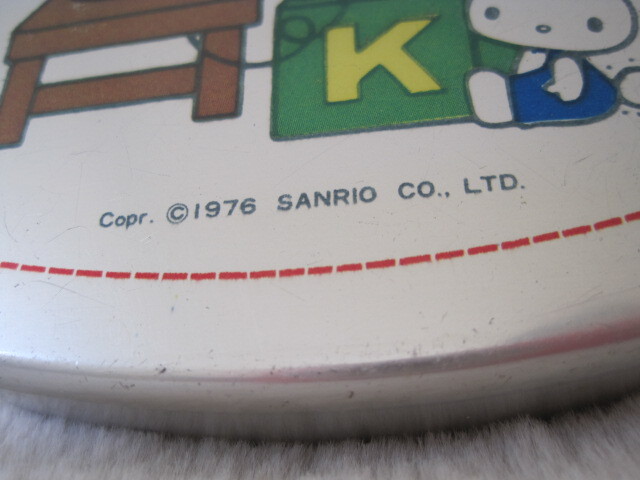 K
Copr. ©1976 SANRIO CO., LTD.